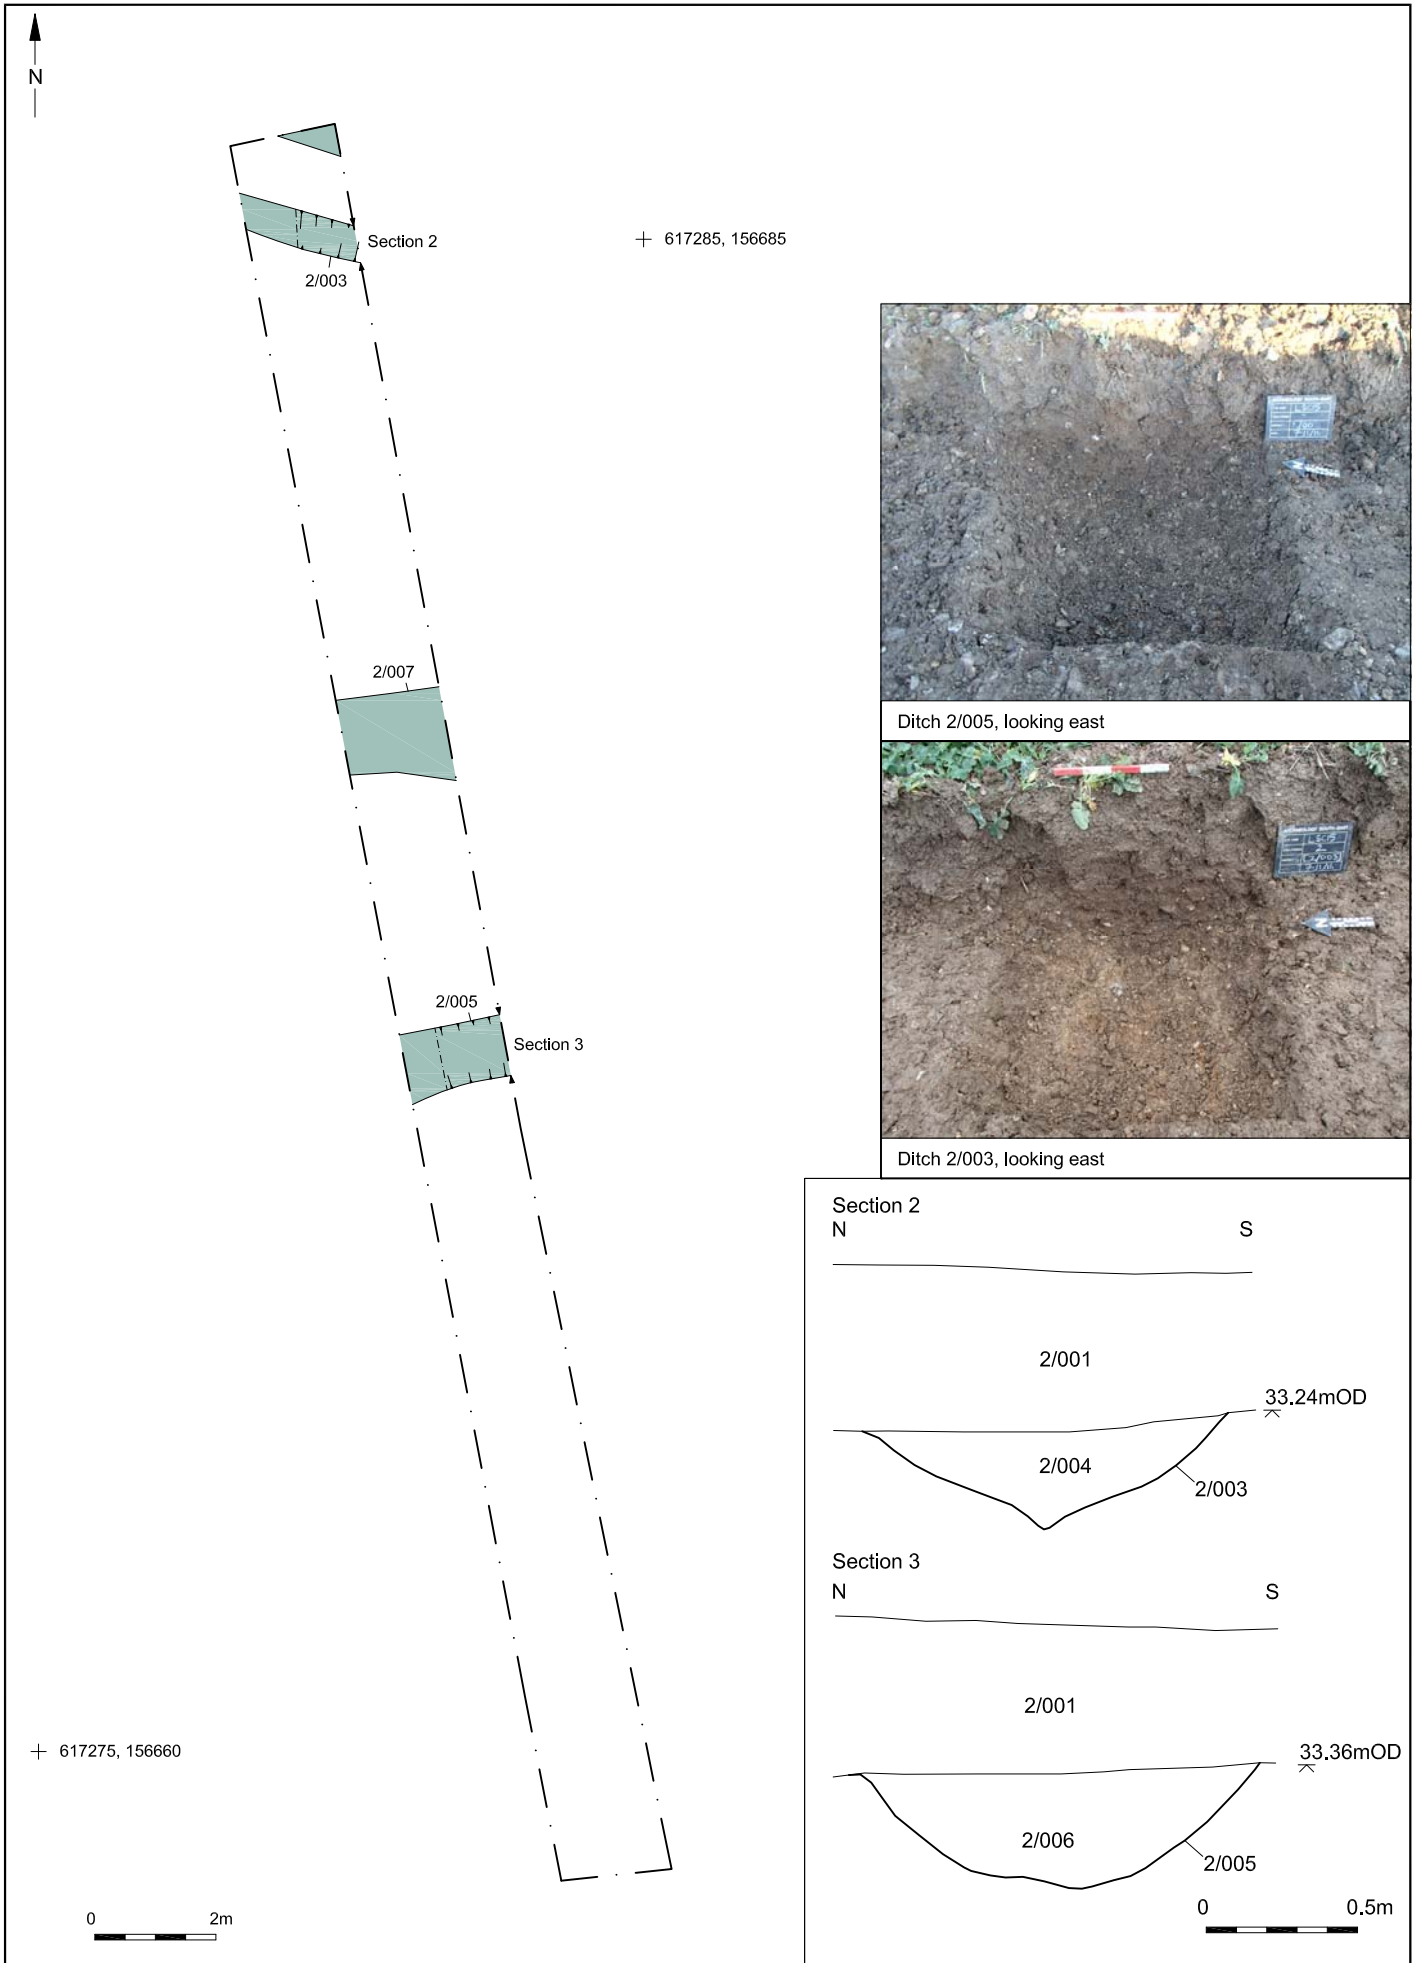 N
Section 2
2/003
617285, 156685
2/007
2/005
Section 3
617275, 156660
0 2m
Ditch 2/005, looking east
N
Ditch 2/003, looking east
Section 2
N S
2/001
33.24mOD
2/004
2/003
Section 3
N S
2/001
33.36mOD
2/006
2/005
0 0.5m